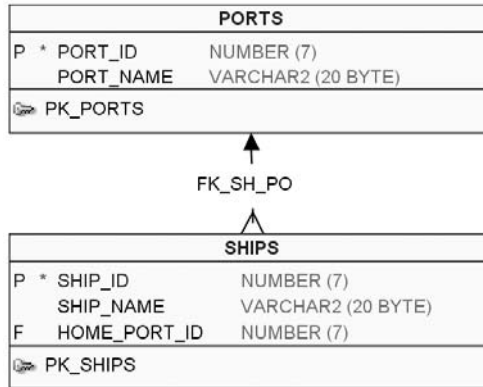 PORTS
P * PORT_ID NUMBER (7)
PORT_NAME VARCHAR2 (20 BYTE)
PK_PORTS
FK_SH_PO
SHIPS
P * SHIP_ID NUMBER (7)
SHIP_NAME VARCHAR2 (20 BYTE)
F HOME_PORT_ID NUMBER (7)
PK_SHIPS